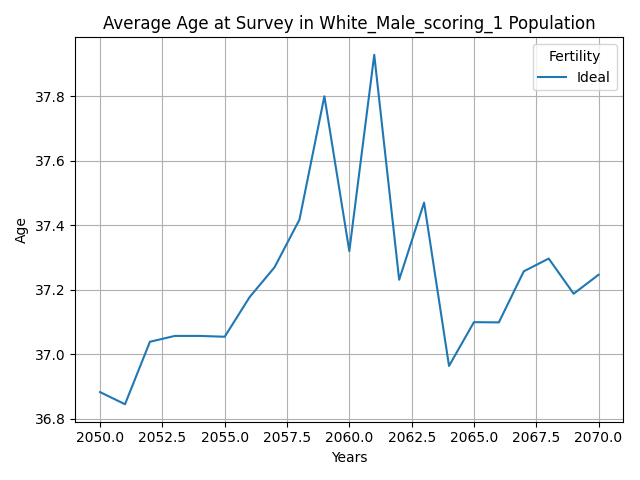 Average Age at Survey in White_Male_scoring_1 Population
Fertility
Ideal
37.8
37.6
37.4
37.2
37.0
36.8
Age
2050.0 2052.5 2055.0 2057.5 2060.0 2062.5 2065.0 2067.5 2070.0
Years